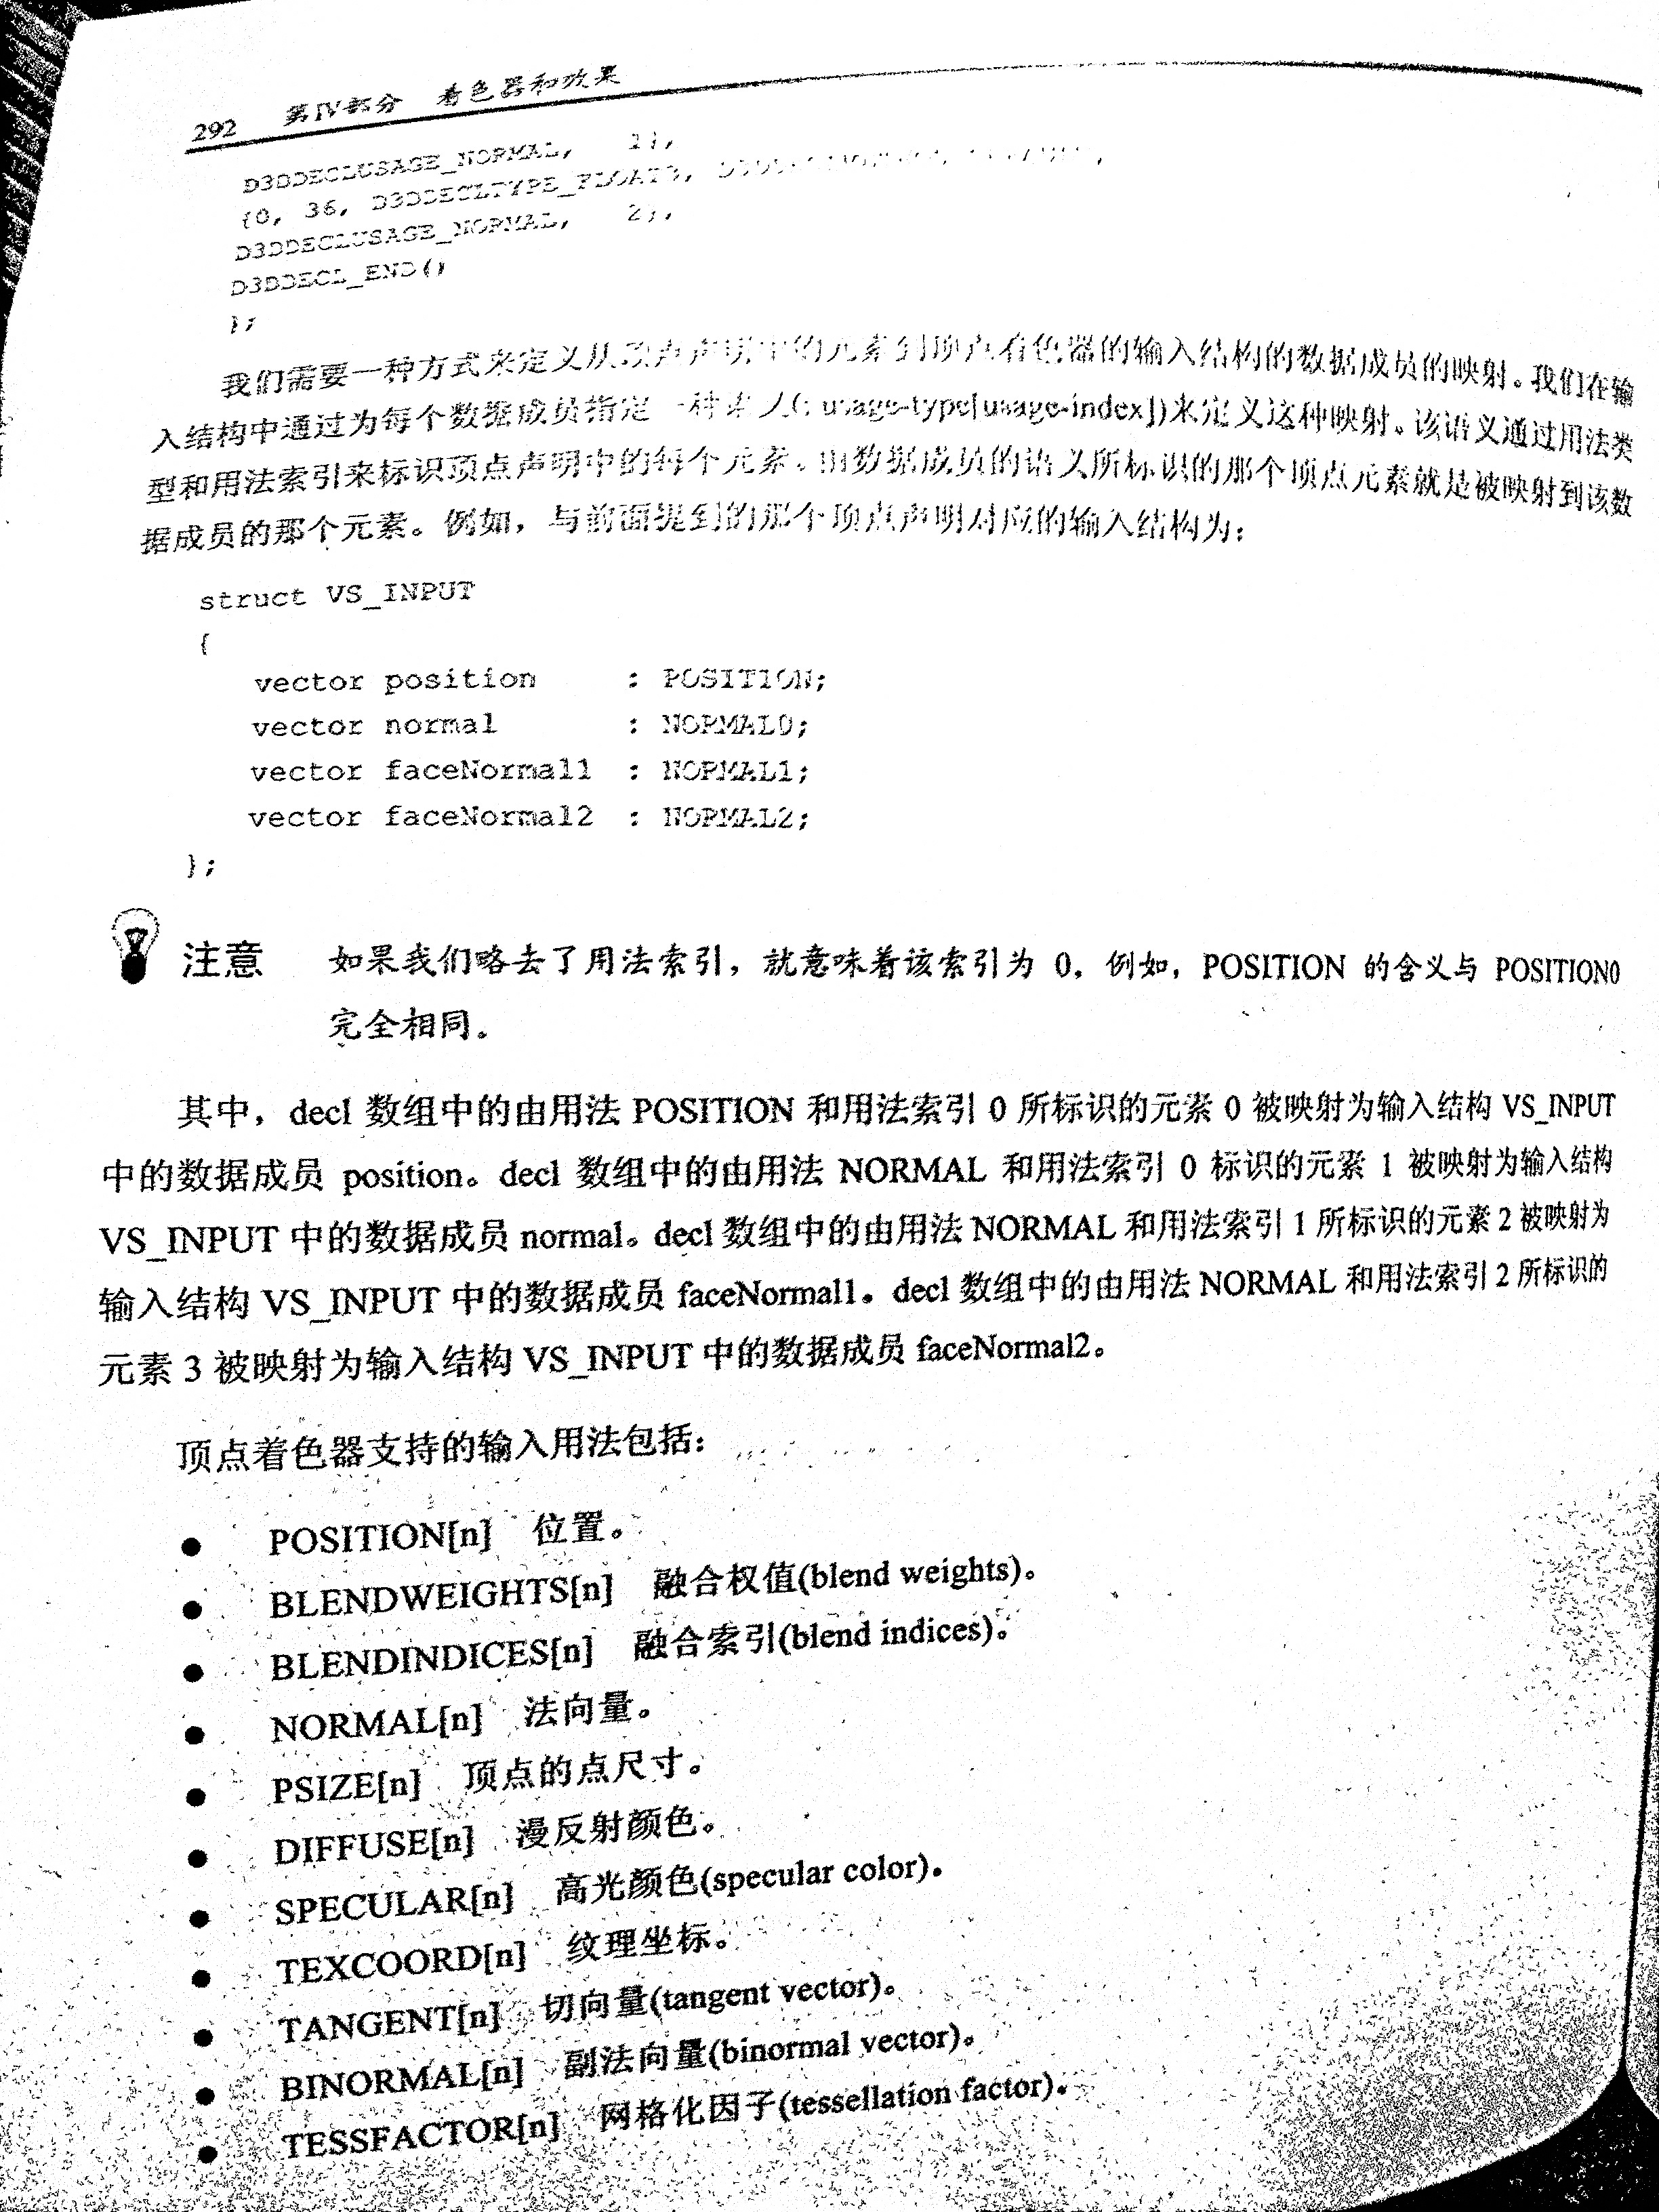 292 第IV部分 着色器和效果
D3DDECLUSAGE_NORMAL, 1},
{0, 36, D3DDECLTYPE_FLOAT3,
D3DDECLUSAGE_NORMAL, 2},
D3DDECL_END()
};
我们需要一种方式来定义从顶点声明中的元素到顶点着色器的输入结构的数据成员的映射。我们在输
入结构中通过为每个数据成员指定一种语义(: usage-type[usage-index])来定义这种映射。该语义通过用法类
型和用法索引来标识顶点声明中的每个元素。由数据成员的语义所标识的那个顶点元素就是被映射到该数
据成员的那个元素。例如，与前面提到的那个顶点声明对应的输入结构为：
struct VS_INPUT
{
vector position : POSITION;
vector normal : NORMAL0;
vector faceNormal1 : NORMAL1;
vector faceNormal2 : NORMAL2;
};
注意 如果我们略去了用法索引，就意味着该索引为 0，例如，POSITION 的含义与 POSITION0
完全相同。
其中，decl 数组中的由用法 POSITION 和用法索引 0 所标识的元素 0 被映射为输入结构 VS_INPUT
中的数据成员 position。decl 数组中的由用法 NORMAL 和用法索引 0 标识的元素 1 被映射为输入结构
VS_INPUT 中的数据成员 normal。decl 数组中的由用法 NORMAL 和用法索引 1 所标识的元素 2 被映射为
输入结构 VS_INPUT 中的数据成员 faceNormal1。decl 数组中的由用法 NORMAL 和用法索引 2 所标识的
元素 3 被映射为输入结构 VS_INPUT 中的数据成员 faceNormal2。
顶点着色器支持的输入用法包括：
● POSITION[n] 位置。
● BLENDWEIGHTS[n] 融合权值(blend weights)。
● BLENDINDICES[n] 融合索引(blend indices)。
● NORMAL[n] 法向量。
● PSIZE[n] 顶点的点尺寸。
● DIFFUSE[n] 漫反射颜色。
● SPECULAR[n] 高光颜色(specular color)。
● TEXCOORD[n] 纹理坐标。
● TANGENT[n] 切向量(tangent vector)。
● BINORMAL[n] 副法向量(binormal vector)。
● TESSFACTOR[n] 网格化因子(tessellation factor)。